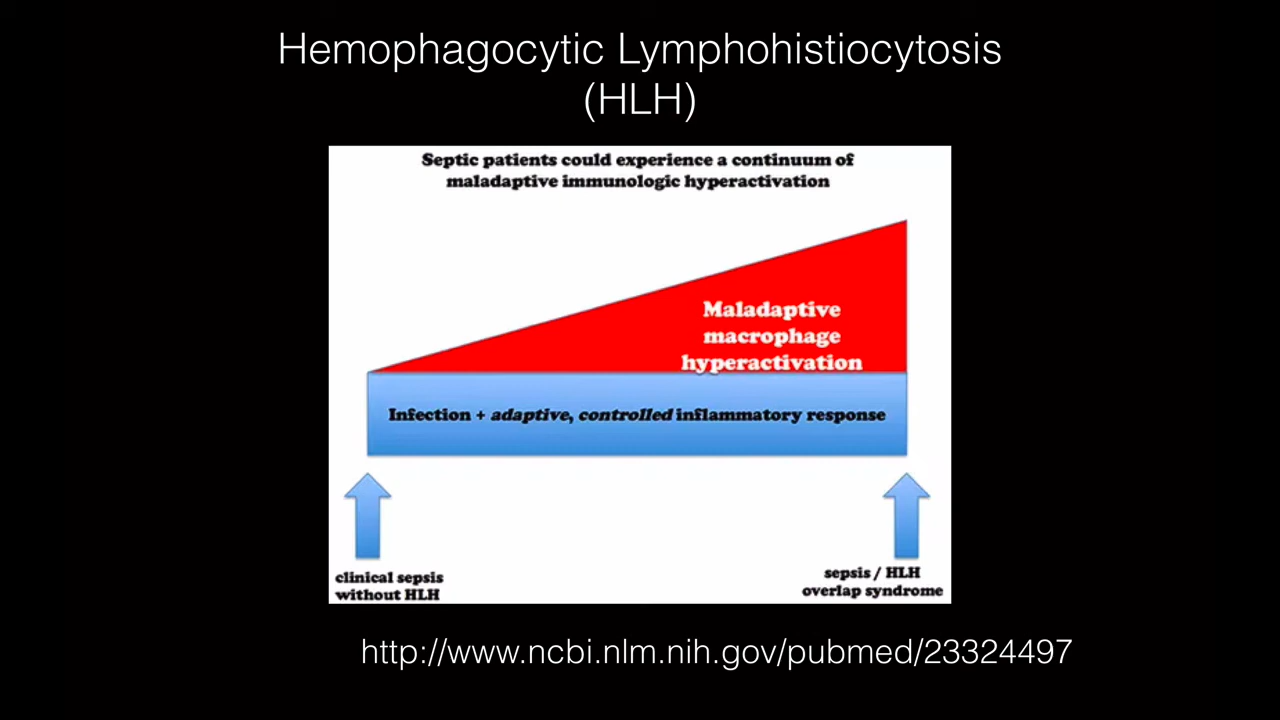 Hemophagocytic Lymphohistiocytosis
(HLH)
Septic patients could experience a continuum of
maladaptive immunologic hyperactivation
Maladaptive
macrophage
hyperactivation
Infection + adaptive, controlled inflammatory response
clinical sepsis
without HLH
sepsis / HLH
overlap syndrome
http://www.ncbi.nlm.nih.gov/pubmed/23324497